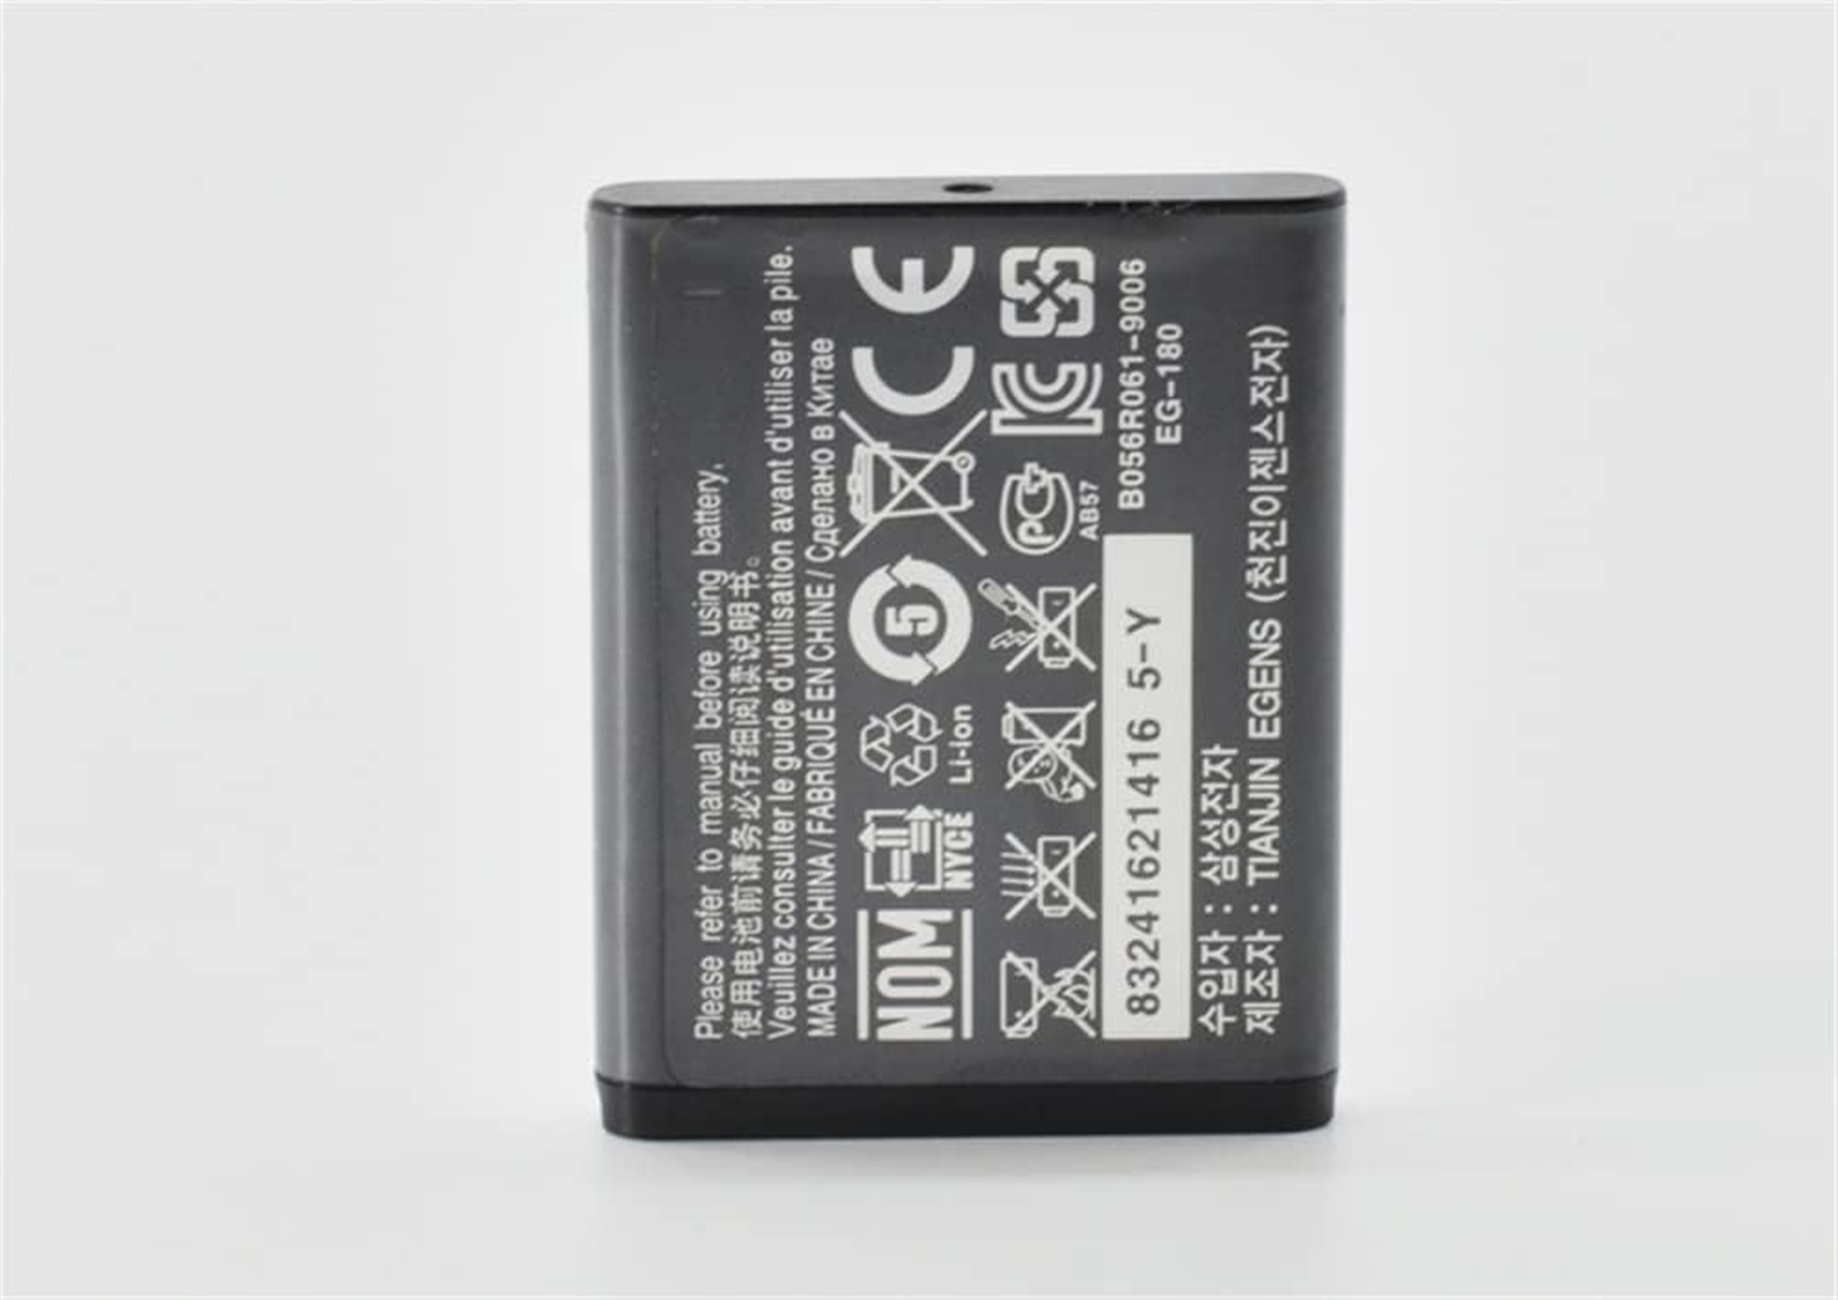 Please refer to manual before using battery,
使用电池前请务必仔细阅读说明书。
Veuillez consulter le guide d'utilisation avant d'utiliser la pile.
MADE IN CHINA / FABRIQUÉ EN CHINE / Сделано в Китае
NOM
NYCE
Li-ion
5
CE
PC
AB57
B056R061-9006
EG-180
83241621416 5-Y
수입자 : 삼성전자
제조자 : TIANJIN EGENS (천진이젠스전자)